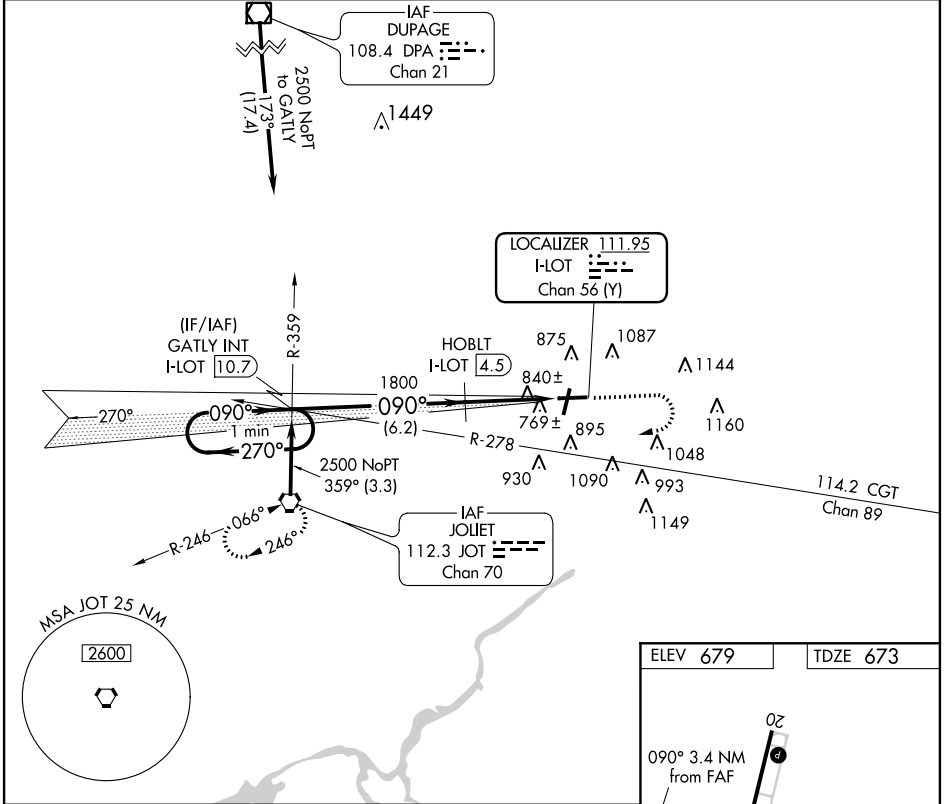 IAF
DUPAGE
108.4 DPA
Chan 21
2500 NoPT
to GATLY
173°
(17.4)
1449
LOCALIZER 111.95
I-LOT
Chan 56 (Y)
(IF/IAF)
GATLY INT
I-LOT 10.7
R-359
HOBLT
I-LOT 4.5
875
1087
1144
840±
1800
090°
(6.2)
769±
1160
270°
090°
1 min
270°
R-278
895
1048
930
1090
993
1149
114.2 CGT
Chan 89
2500 NoPT
359° (3.3)
IAF
JOLIET
112.3 JOT
Chan 70
R-246
066°
246°
MSA JOT 25 NM
2600
ELEV 679
TDZE 673
20
P
090° 3.4 NM
from FAF